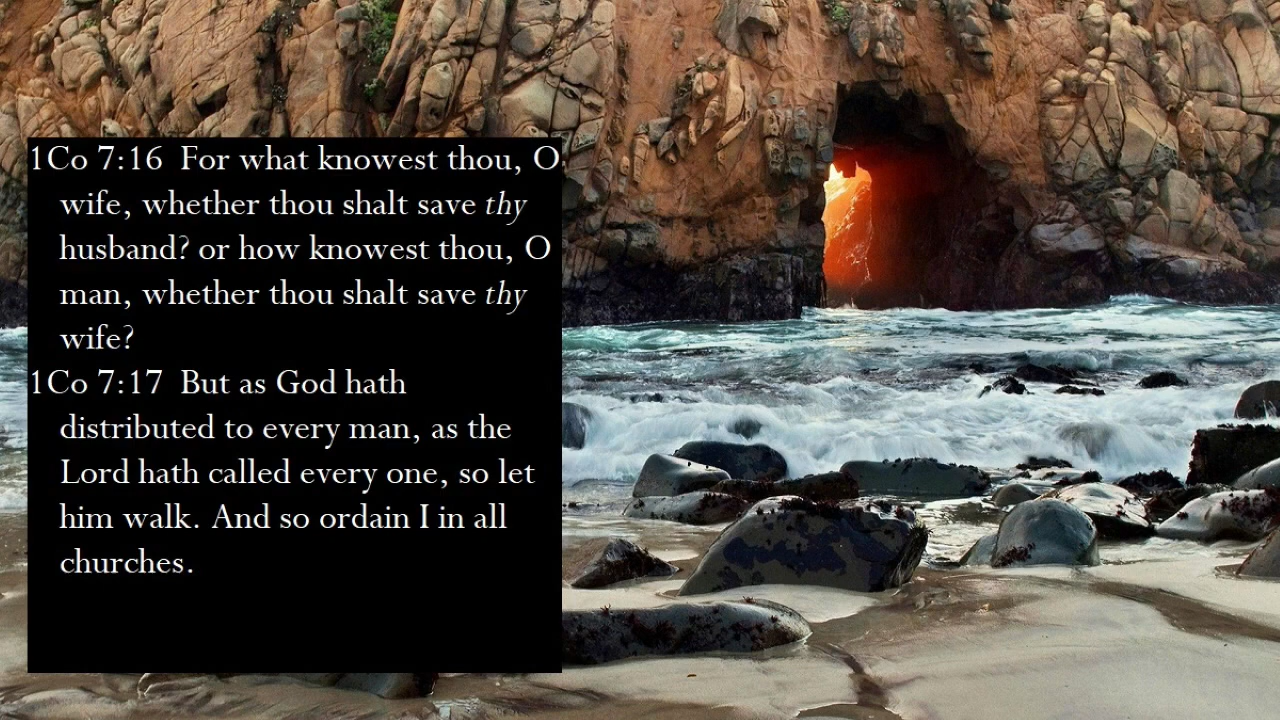 1Co 7:16 For what knowest thou, O
wife, whether thou shalt save thy
husband? or how knowest thou, O
man, whether thou shalt save thy
wife?
1Co 7:17 But as God hath
distributed to every man, as the
Lord hath called every one, so let
him walk. And so ordain I in all
churches.